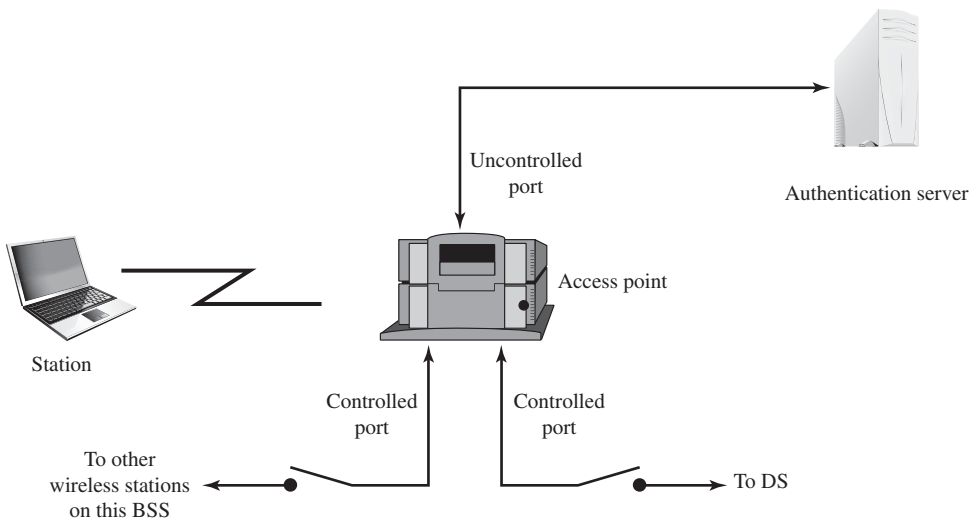 Uncontrolled
port
Authentication server
Access point
Station
Controlled
port
Controlled
port
To other
wireless stations
on this BSS
To DS